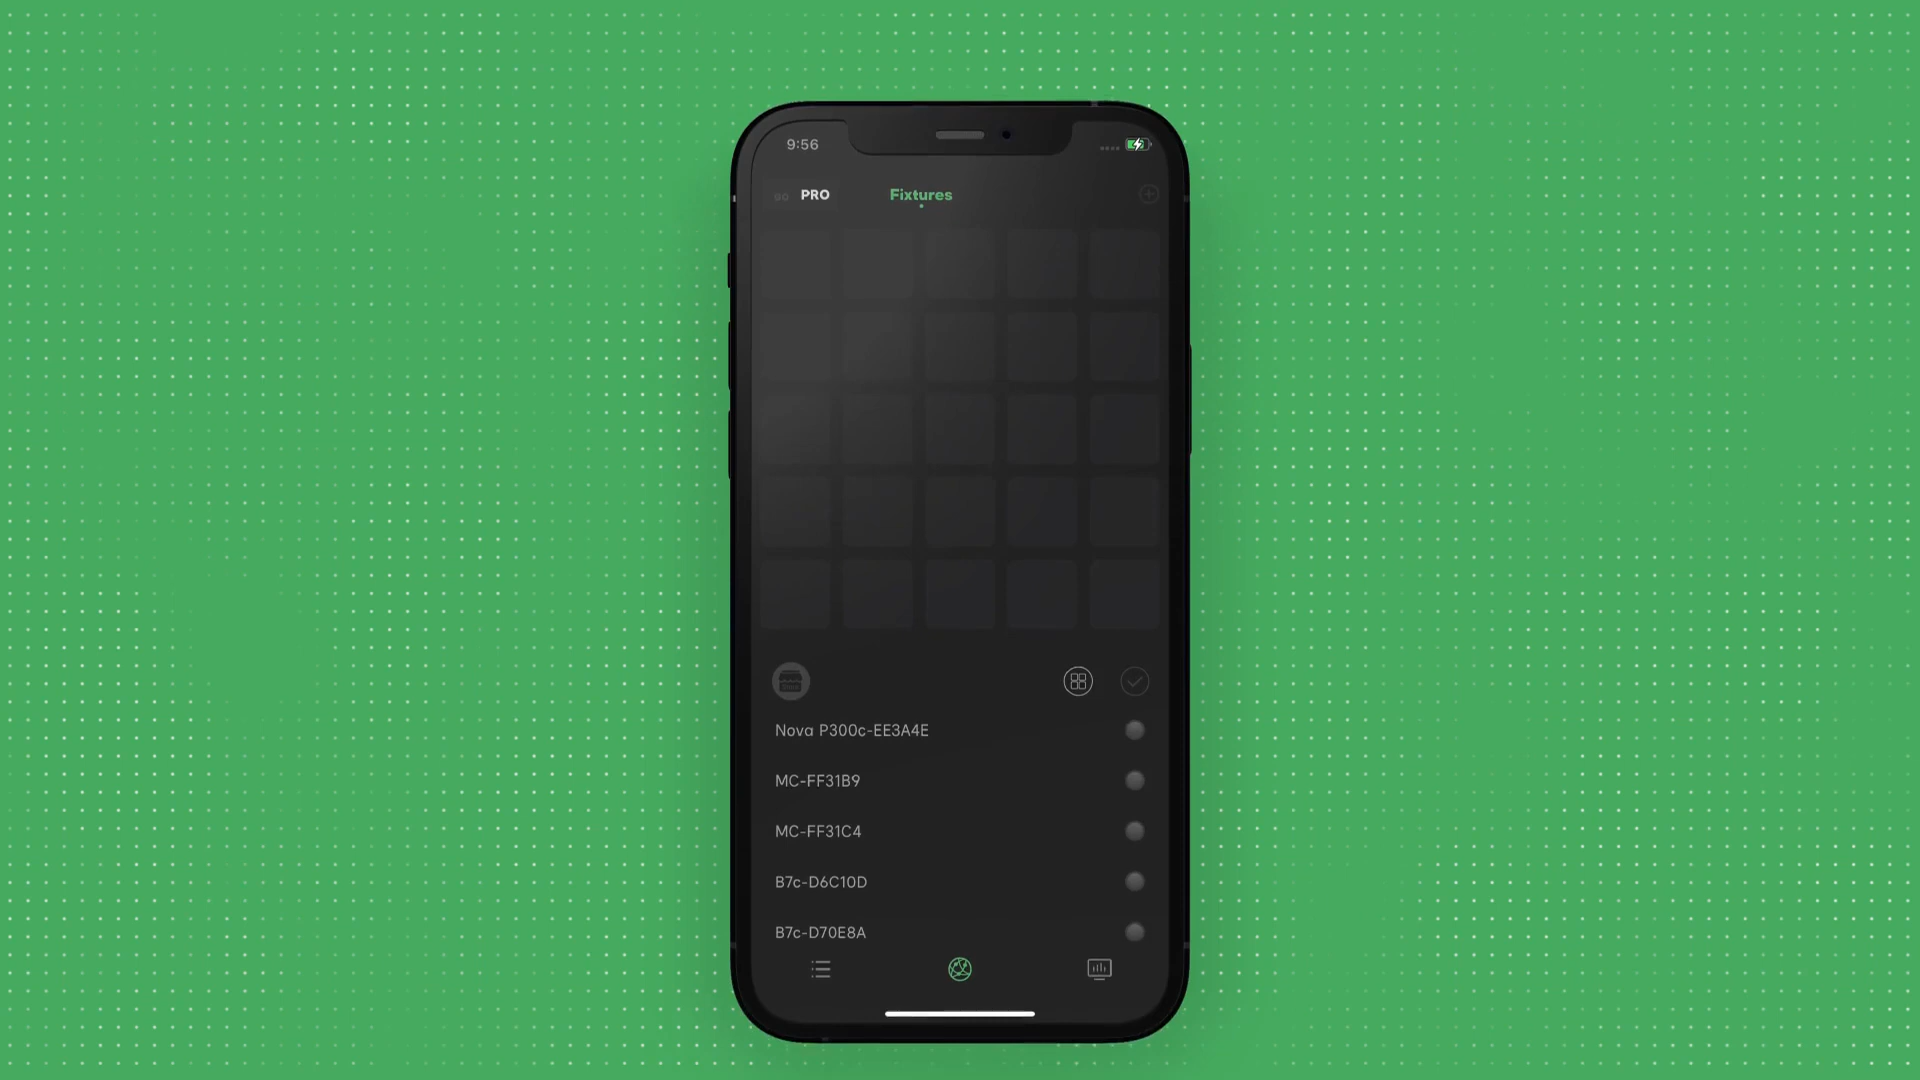 9:56
PRO Fixtures
Nova P300c-EE3A4E
MC-FF31B9
MC-FF31C4
B7c-D6C10D
B7c-D70E8A